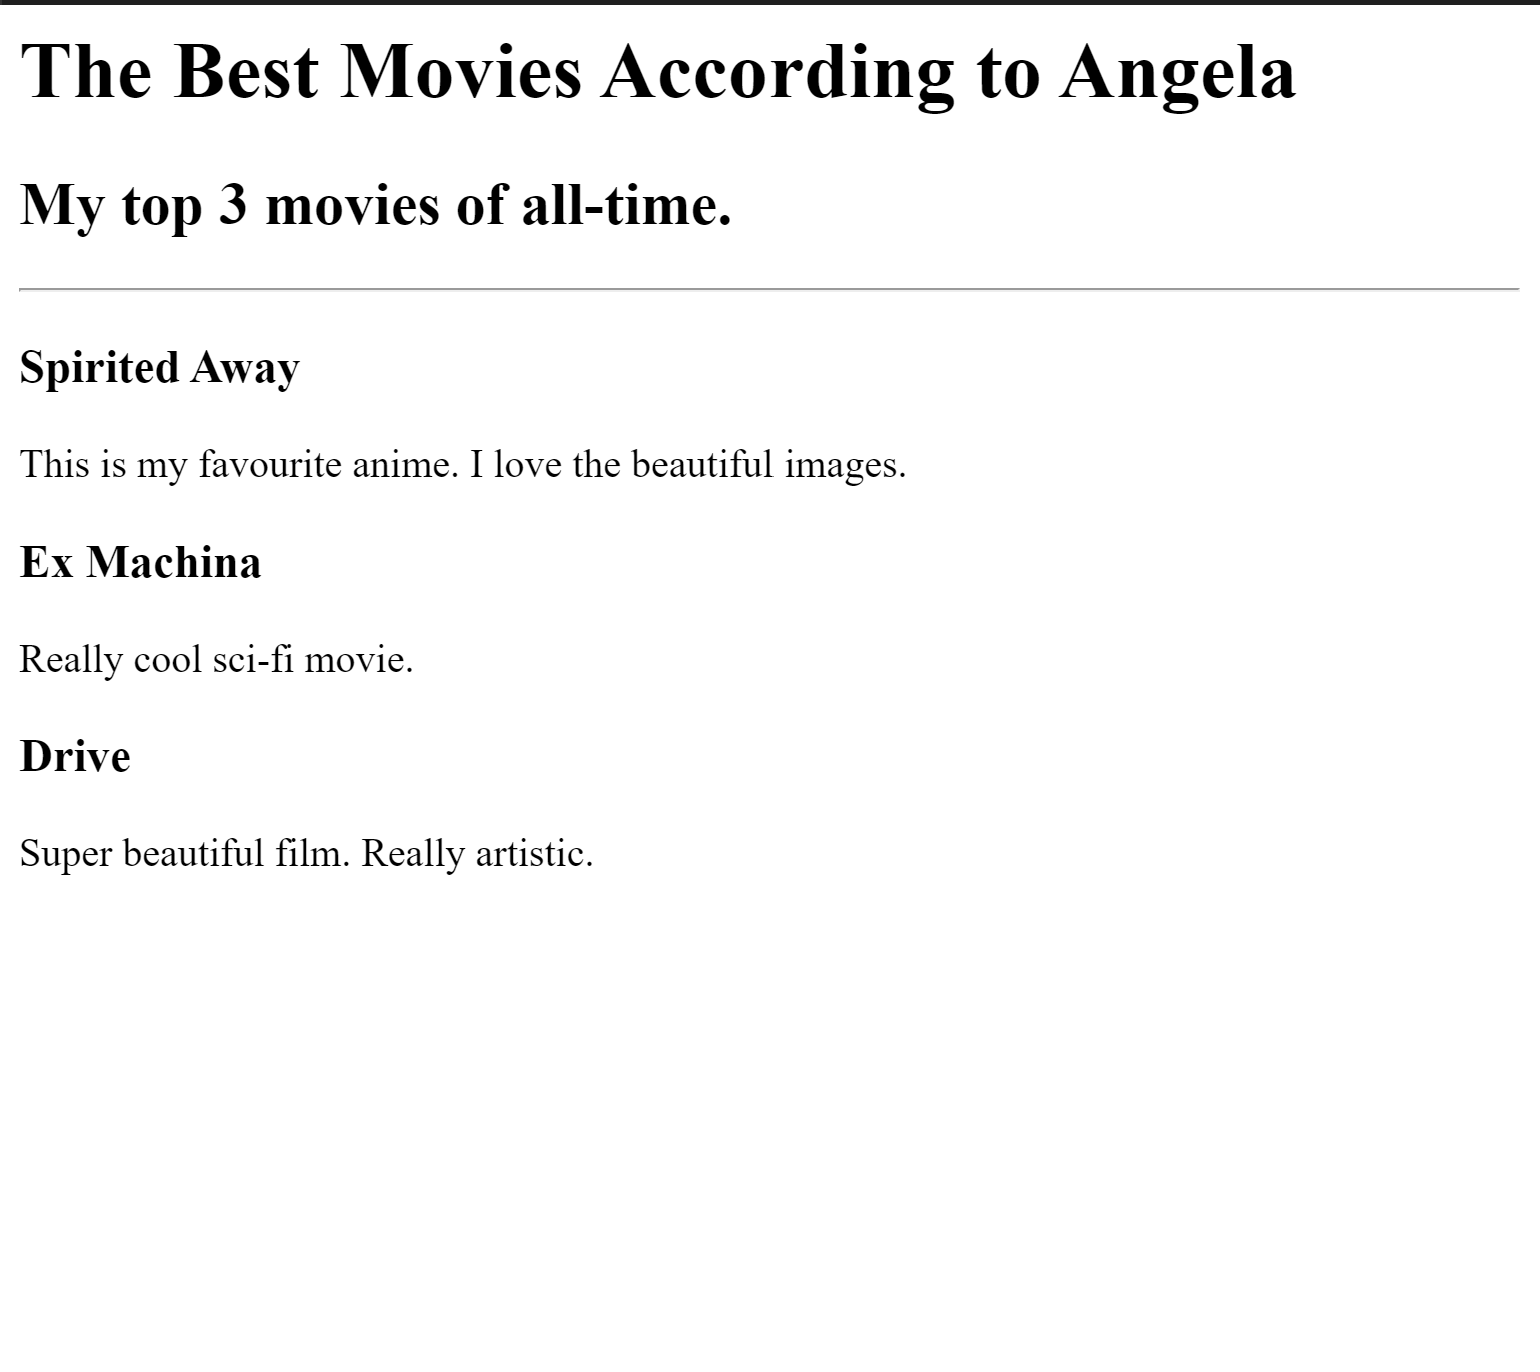 The Best Movies According to Angela
My top 3 movies of all-time.
Spirited Away
This is my favourite anime. I love the beautiful images.
Ex Machina
Really cool sci-fi movie.
Drive
Super beautiful film. Really artistic.